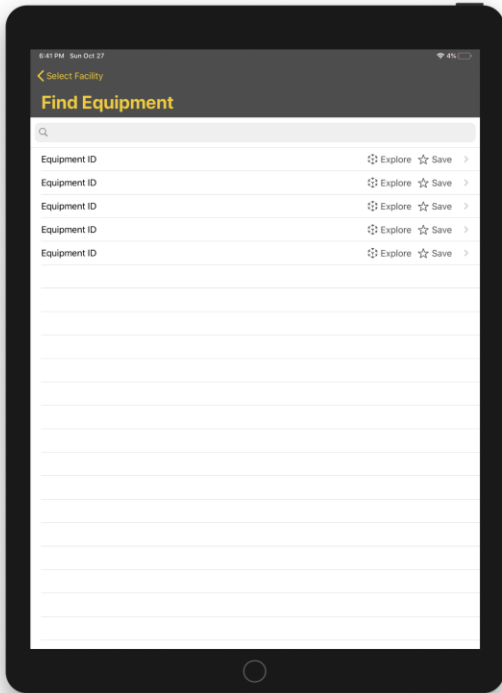 6:41 PM Sun Oct 27 4%
Select Facility
Find Equipment
Equipment ID Explore Save
Equipment ID Explore Save
Equipment ID Explore Save
Equipment ID Explore Save
Equipment ID Explore Save